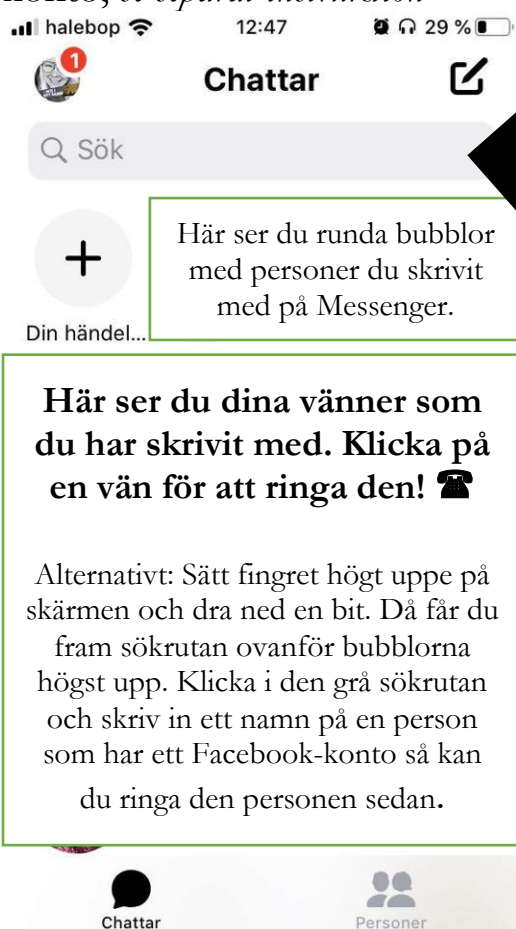 halebop 12:47 29 %
1
Chattar
Sök
Här ser du runda bubblor
med personer du skrivit
med på Messenger.
Din händel...
Här ser du dina vänner som
du har skrivit med. Klicka på
en vän för att ringa den! ☎
Alternativt: Sätt fingret högt uppe på
skärmen och dra ned en bit. Då får du
fram sökrutan ovanför bubblorna
högst upp. Klicka i den grå sökrutan
och skriv in ett namn på en person
som har ett Facebook-konto så kan
du ringa den personen sedan.
Chattar Personer